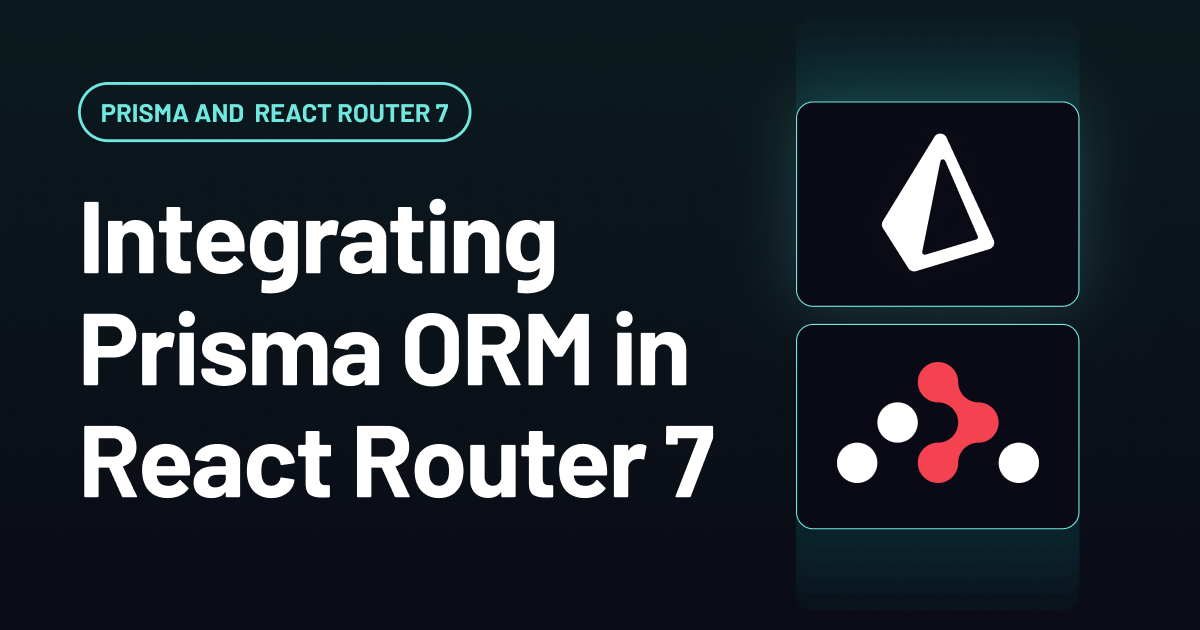 PRISMA AND REACT ROUTER 7
Integrating
Prisma ORM in
React Router 7